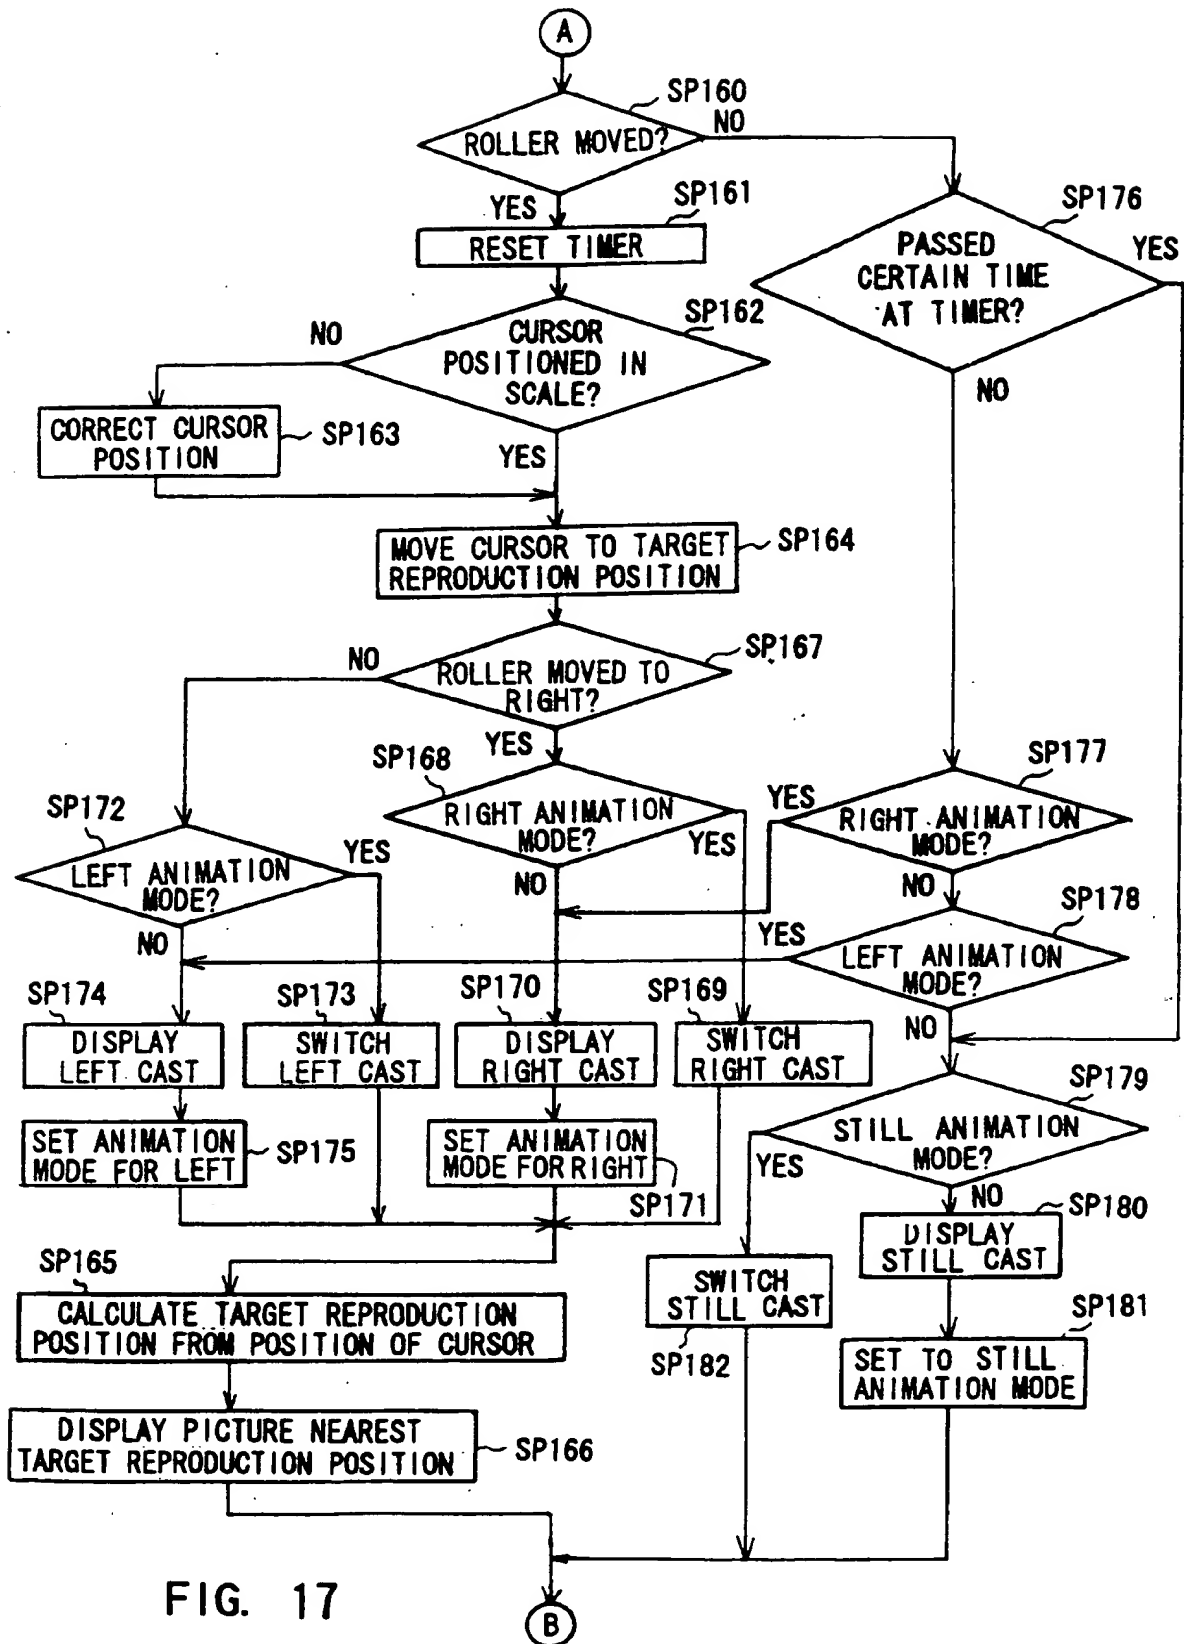 A
SP160
ROLLER MOVED?
NO
YES
SP161
RESET TIMER
SP176
PASSED
CERTAIN TIME
AT TIMER?
YES
NO
SP162
CURSOR
POSITIONED IN
SCALE?
NO
CORRECT CURSOR
POSITION
SP163
YES
MOVE CURSOR TO TARGET
REPRODUCTION POSITION
SP164
SP167
ROLLER MOVED TO
RIGHT?
NO
YES
SP168
RIGHT ANIMATION
MODE?
YES
NO
SP177
YES
RIGHT ANIMATION
MODE?
NO
SP172
LEFT ANIMATION
MODE?
YES
NO
SP178
YES
LEFT ANIMATION
MODE?
NO
SP174
DISPLAY
LEFT CAST
SP173
SWITCH
LEFT CAST
SP170
DISPLAY
RIGHT CAST
SP169
SWITCH
RIGHT CAST
SP179
STILL ANIMATION
MODE?
YES
NO
SET ANIMATION
MODE FOR LEFT
SP175
SET ANIMATION
MODE FOR RIGHT
SP171
SP180
DISPLAY
STILL CAST
SP165
CALCULATE TARGET REPRODUCTION
POSITION FROM POSITION OF CURSOR
SWITCH
STILL CAST
SP182
SP181
SET TO STILL
ANIMATION MODE
DISPLAY PICTURE NEAREST
TARGET REPRODUCTION POSITION
SP166
FIG. 17
B